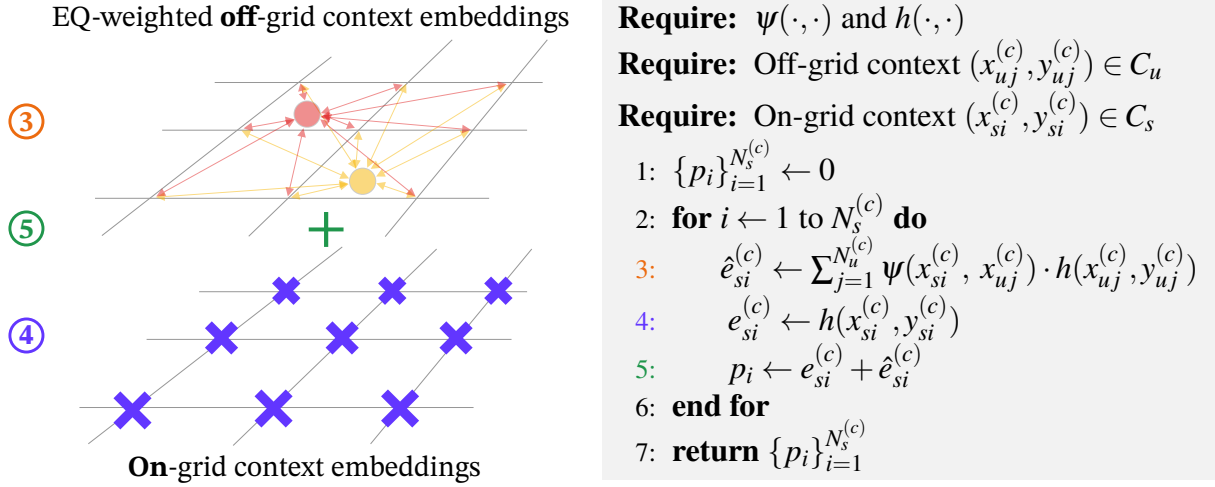 EQ-weighted off-grid context embeddings
③
⑤
④
On-grid context embeddings
Require: ψ(·,·) and h(·,·)
Require: Off-grid context (x_{uj}^{(c)}, y_{uj}^{(c)}) ∈ C_u
Require: On-grid context (x_{si}^{(c)}, y_{si}^{(c)}) ∈ C_s
1: {p_i}_{i=1}^{N_s^{(c)}} ← 0
2: for i ← 1 to N_s^{(c)} do
3: ê_{si}^{(c)} ← ∑_{j=1}^{N_u^{(c)}} ψ(x_{si}^{(c)}, x_{uj}^{(c)}) · h(x_{uj}^{(c)}, y_{uj}^{(c)})
4: e_{si}^{(c)} ← h(x_{si}^{(c)}, y_{si}^{(c)})
5: p_i ← e_{si}^{(c)} + ê_{si}^{(c)}
6: end for
7: return {p_i}_{i=1}^{N_s^{(c)}}